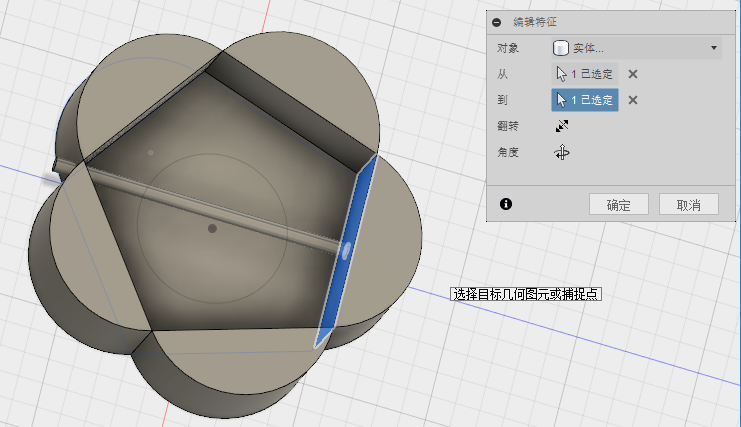 编辑特征
对象 实体...
从 1 已选定
到 1 已选定
翻转
角度
确定 取消
选择目标几何图元或捕捉点